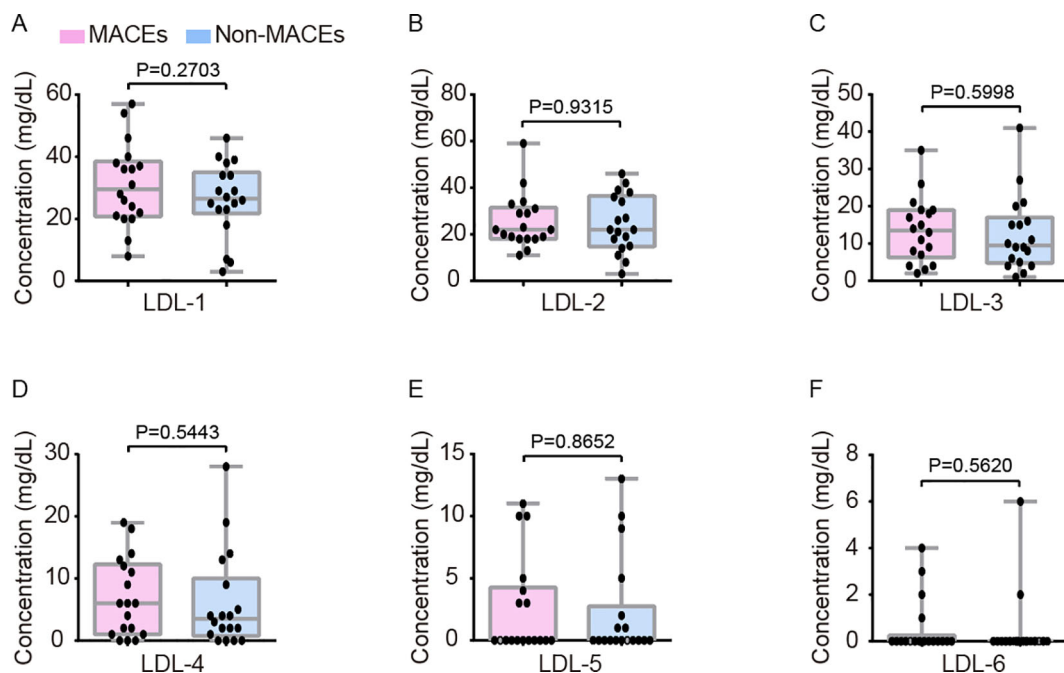 A
MACEs Non-MACEs
P=0.2703
Concentration (mg/dL)
60
40
20
0
LDL-1
B
P=0.9315
Concentration (mg/dL)
80
60
40
20
0
LDL-2
C
P=0.5998
Concentration (mg/dL)
50
40
30
20
10
0
LDL-3
D
P=0.5443
Concentration (mg/dL)
30
20
10
0
LDL-4
E
P=0.8652
Concentration (mg/dL)
15
10
5
0
LDL-5
F
P=0.5620
Concentration (mg/dL)
8
6
4
2
0
LDL-6